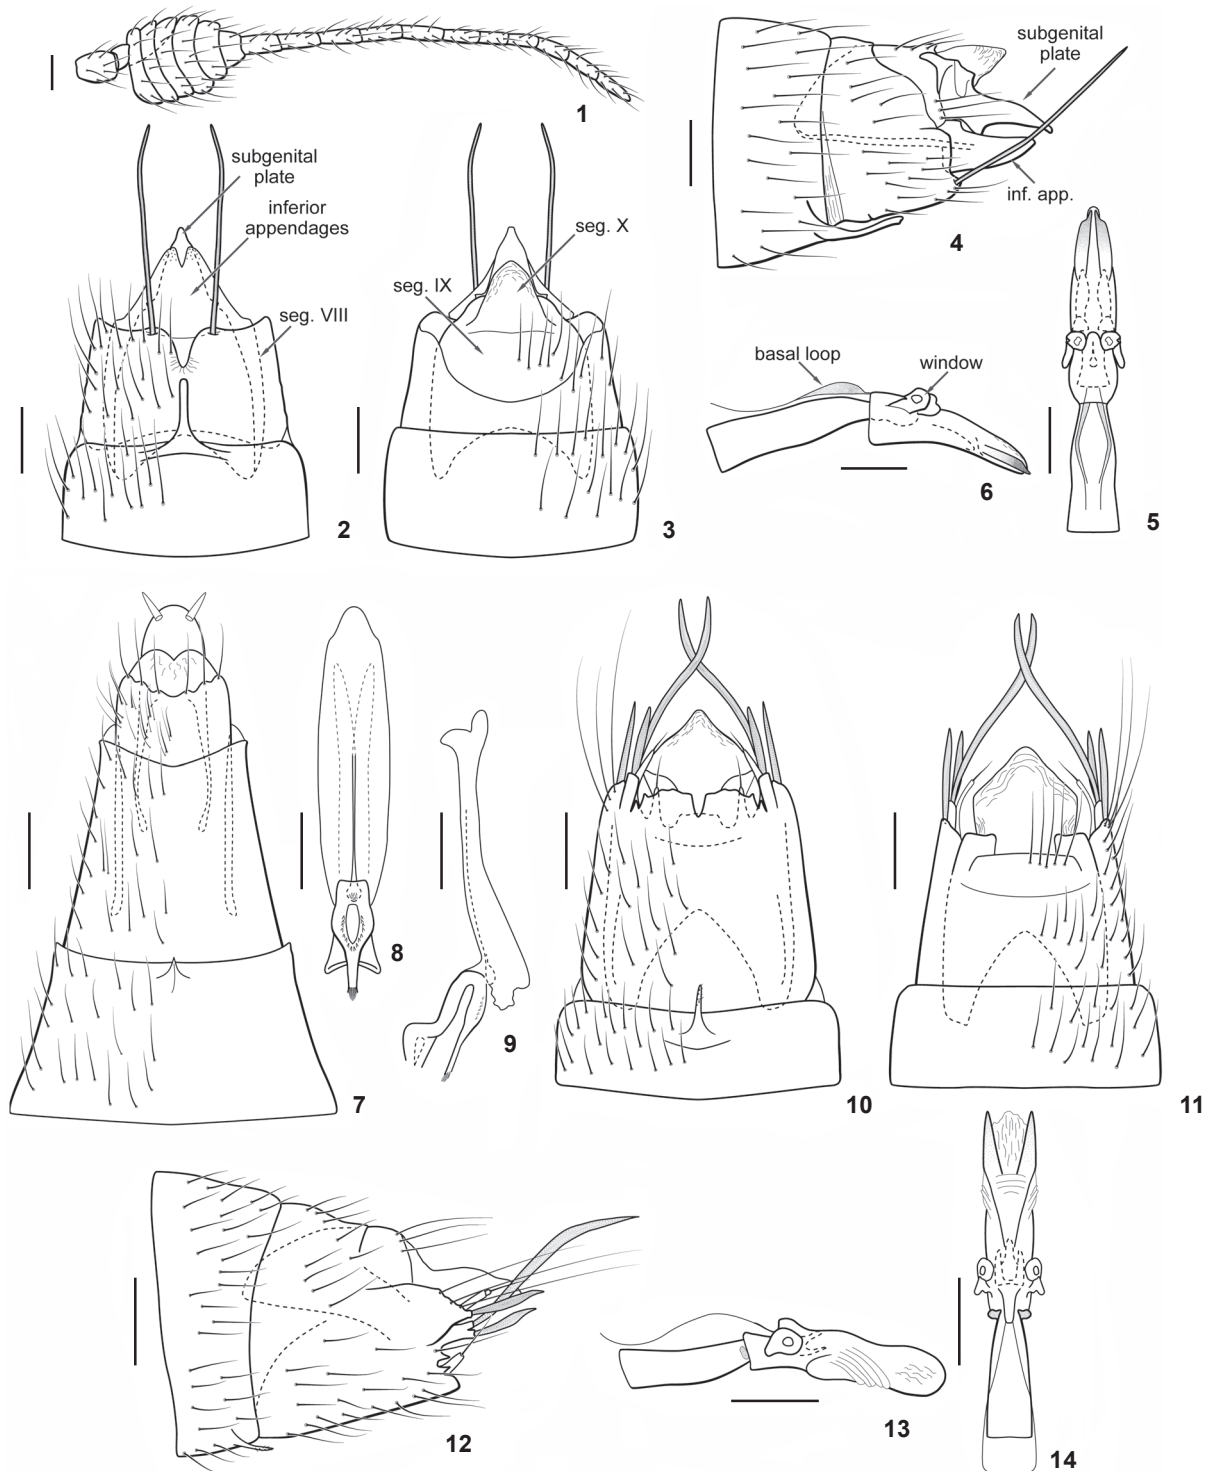 1
subgenital
plate
inferior
appendages
seg. VIII
2
seg. X
seg. IX
3
subgenital
plate
inf. app.
4
5
basal loop
window
6
7
8
9
10
11
12
13
14